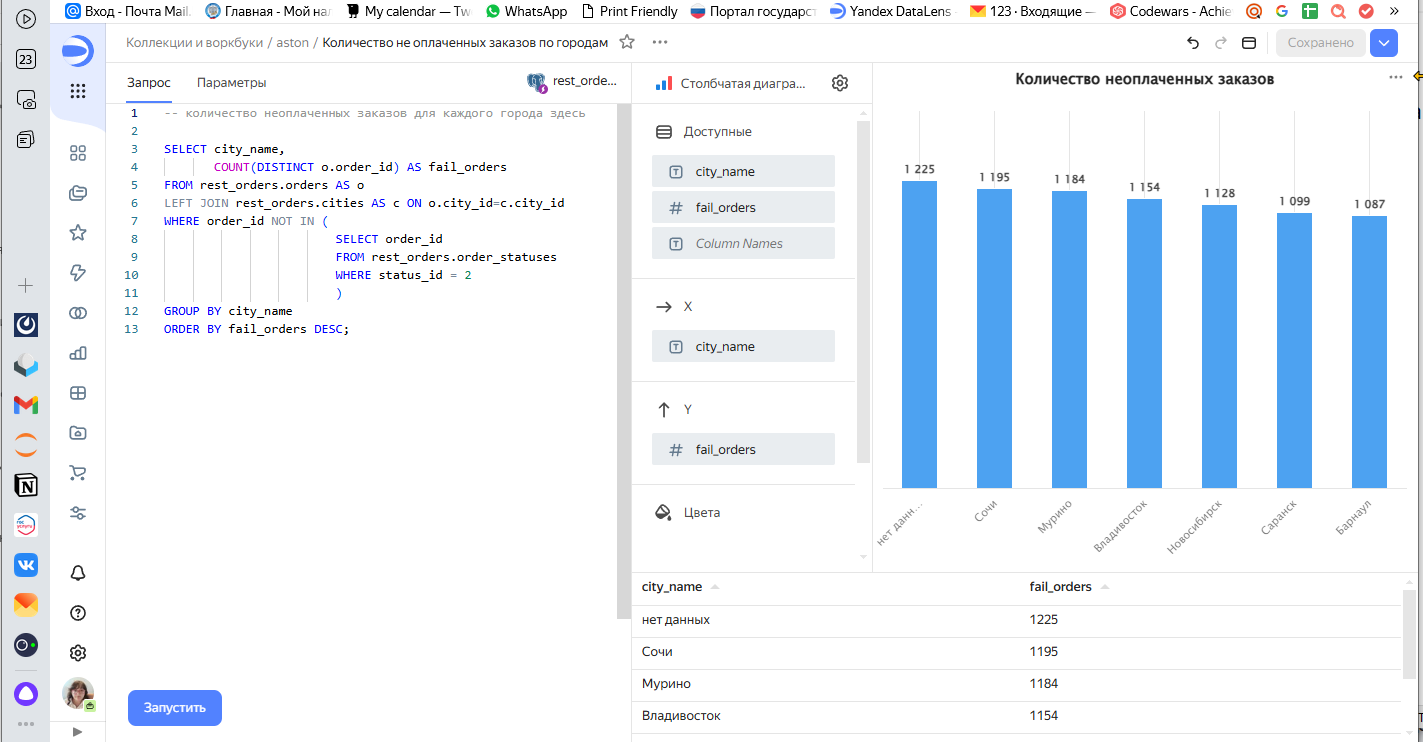 Вход - Почта Mail. Главная - Мой нал My calendar — Tw WhatsApp Print Friendly Портал государст Yandex DataLens 123 · Входящие — Codewars - Achie »
23
Коллекции и воркбуки / aston / Количество не оплаченных заказов по городам ☆ ···
Сохранено
Запрос Параметры rest_orde...
1 -- количество неоплаченных заказов для каждого города здесь
2
3 SELECT city_name,
4 COUNT(DISTINCT o.order_id) AS fail_orders
5 FROM rest_orders.orders AS o
6 LEFT JOIN rest_orders.cities AS c ON o.city_id=c.city_id
7 WHERE order_id NOT IN (
8 SELECT order_id
9 FROM rest_orders.order_statuses
10 WHERE status_id = 2
11 )
12 GROUP BY city_name
13 ORDER BY fail_orders DESC;
Запустить
Столбчатая диагра...
Доступные
T city_name
# fail_orders
T Column Names
X
T city_name
Y
# fail_orders
Цвета
Количество неоплаченных заказов
1 225 1 195 1 184 1 154 1 128 1 099 1 087
нет данн... Сочи Мурино Владивосток Новосибирск Саранск Барнаул
city_name fail_orders
нет данных 1225
Сочи 1195
Мурино 1184
Владивосток 1154